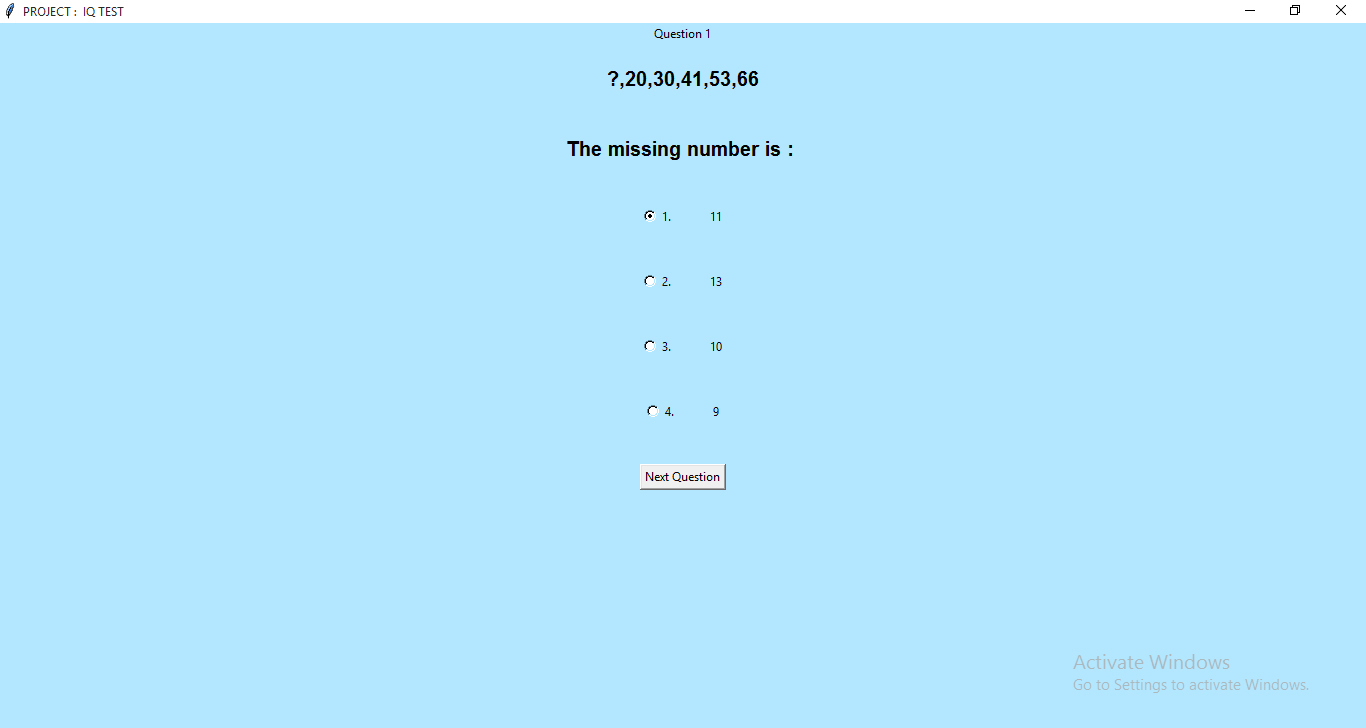 PROJECT : IQ TEST
Question 1
?,20,30,41,53,66
The missing number is :
1. 11
2. 13
3. 10
4. 9
Next Question
Activate Windows
Go to Settings to activate Windows.